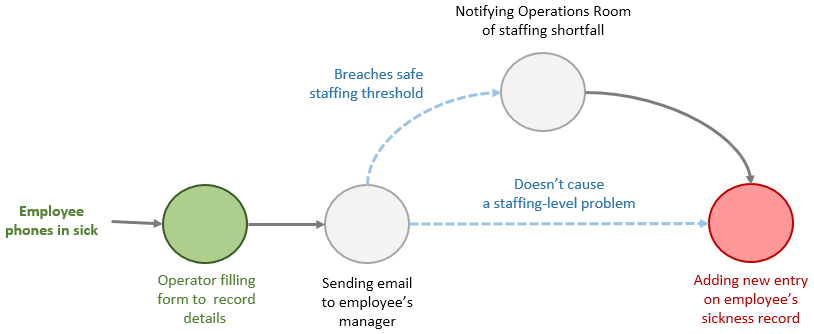 Notifying Operations Room
of staffing shortfall
Breaches safe
staffing threshold
Employee
phones in sick
Doesn't cause
a staffing-level problem
Operator filling
form to record
details
Sending email
to employee's
manager
Adding new entry
on employee's
sickness record